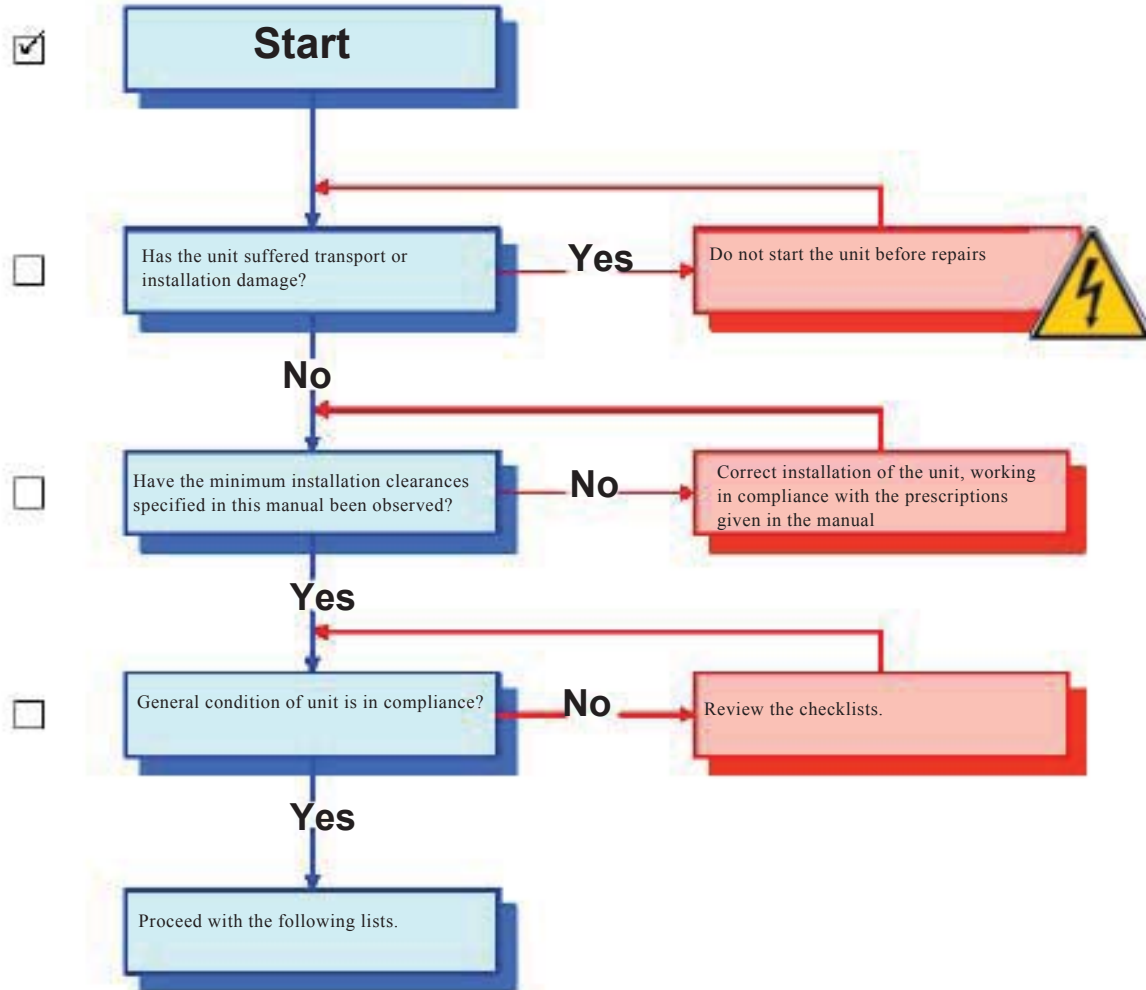 Start
Has the unit suffered transport or
installation damage?
Yes
Do not start the unit before repairs
No
Have the minimum installation clearances
specified in this manual been observed?
No
Correct installation of the unit, working
in compliance with the prescriptions
given in the manual
Yes
General condition of unit is in compliance?
No
Review the checklists.
Yes
Proceed with the following lists.